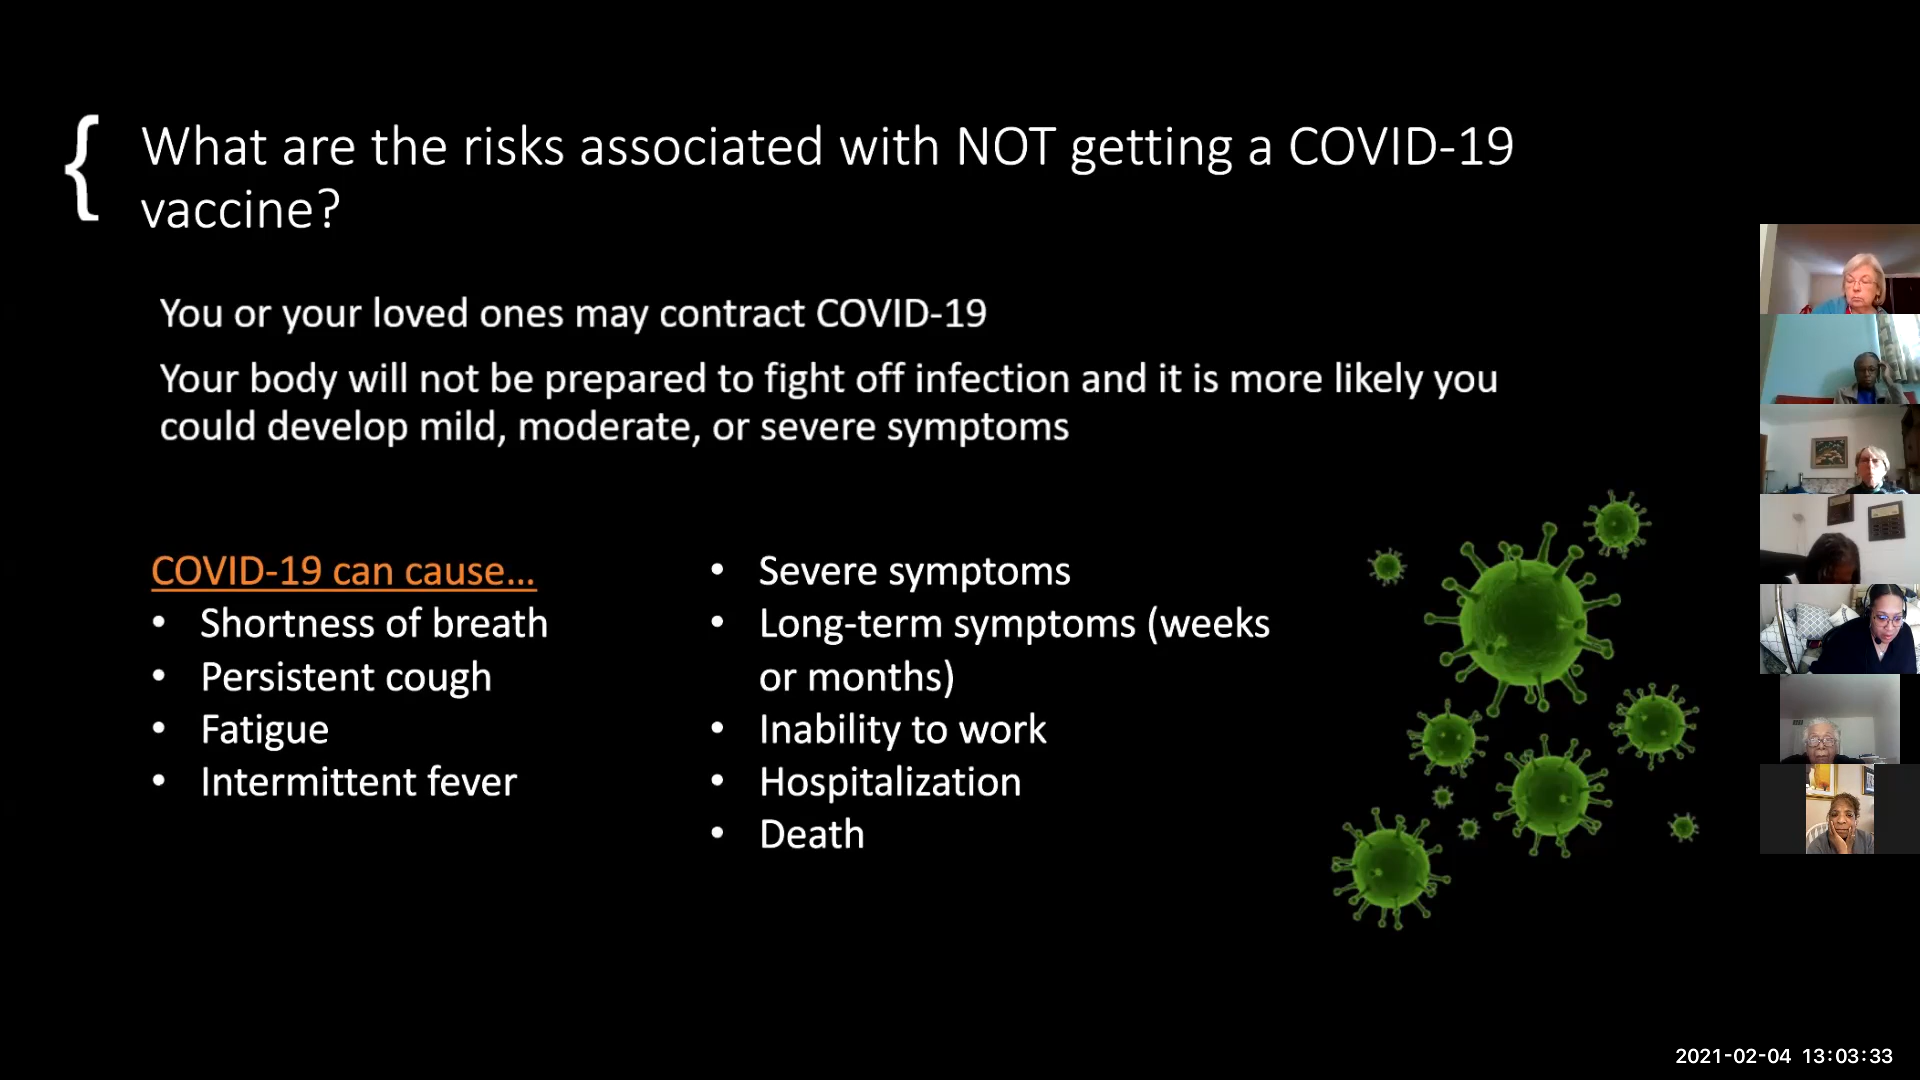 { What are the risks associated with NOT getting a COVID-19
vaccine?
You or your loved ones may contract COVID-19
Your body will not be prepared to fight off infection and it is more likely you
could develop mild, moderate, or severe symptoms
COVID-19 can cause...
• Shortness of breath
• Persistent cough
• Fatigue
• Intermittent fever
• Severe symptoms
• Long-term symptoms (weeks
or months)
• Inability to work
• Hospitalization
• Death
2021-02-04 13:03:33